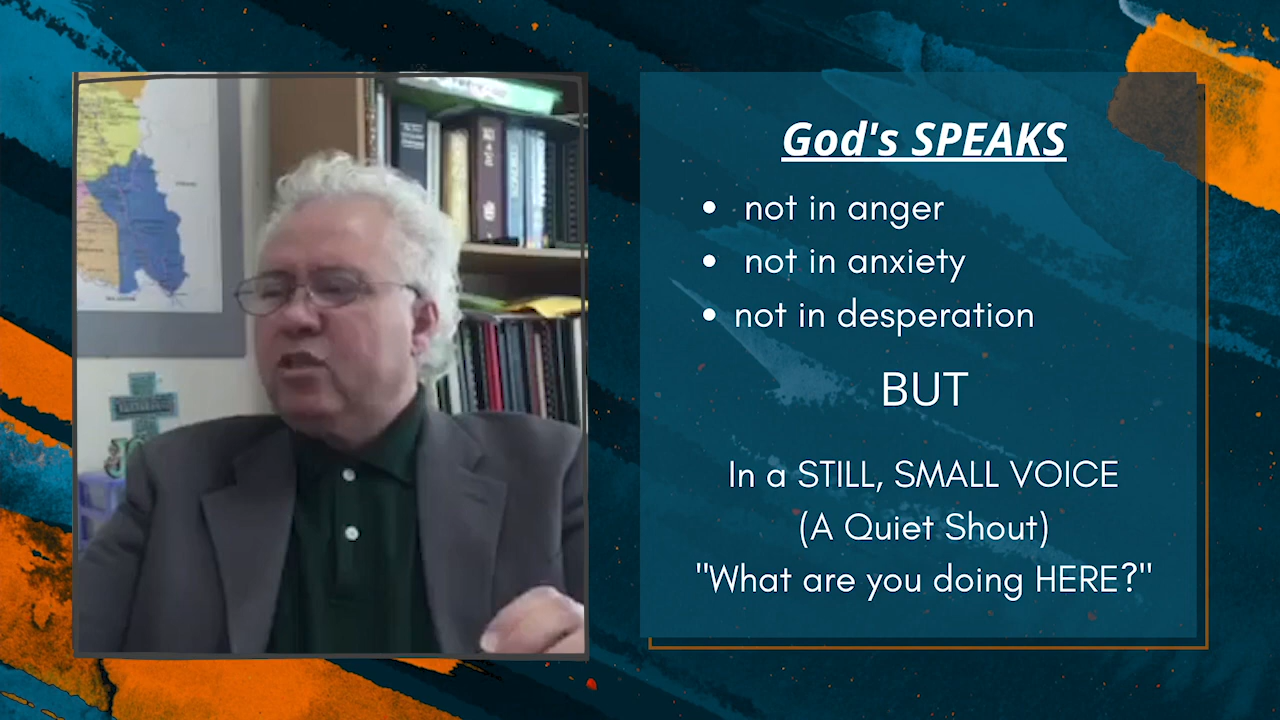 God's SPEAKS
• not in anger
• not in anxiety
• not in desperation
BUT
In a STILL, SMALL VOICE
(A Quiet Shout)
"What are you doing HERE?"